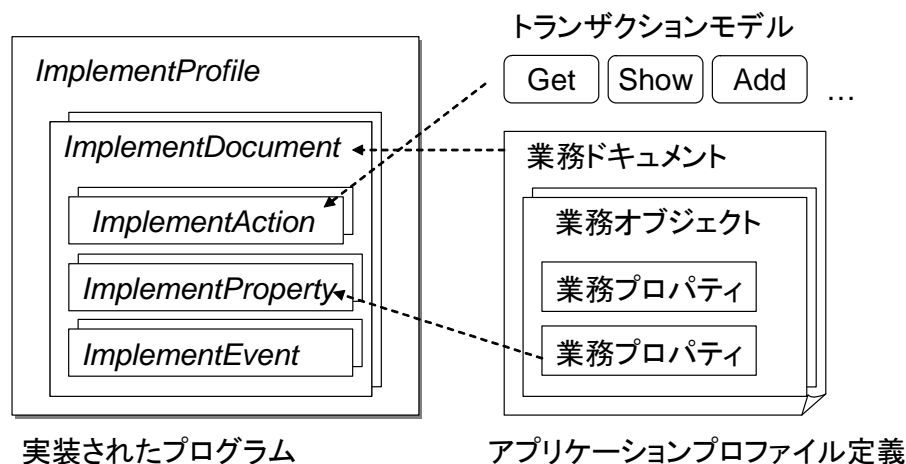 トランザクションモデル
ImplementProfile
Get Show Add ...
ImplementDocument
業務ドキュメント
ImplementAction
業務オブジェクト
ImplementProperty
業務プロパティ
ImplementEvent
業務プロパティ
実装されたプログラム
アプリケーションプロファイル定義